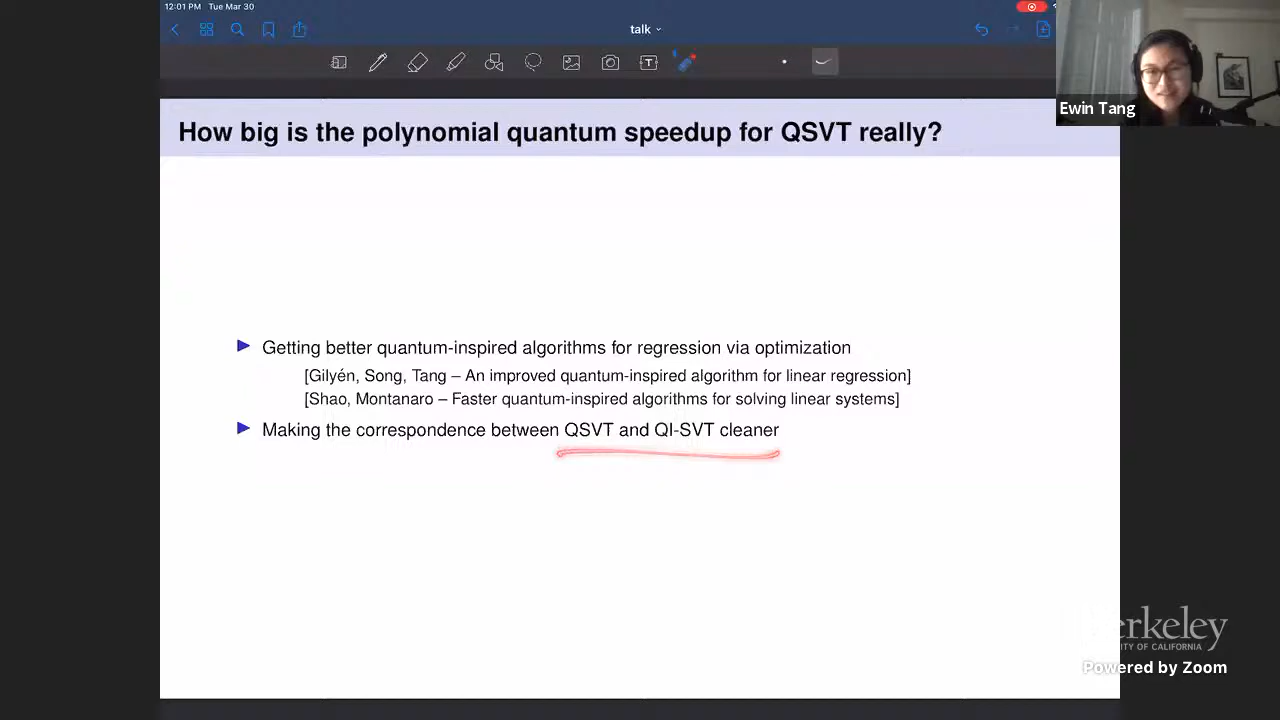 12:01 PM Tue Mar 30
talk
T
Ewin Tang
How big is the polynomial quantum speedup for QSVT really?
Getting better quantum-inspired algorithms for regression via optimization
[Gilyén, Song, Tang – An improved quantum-inspired algorithm for linear regression]
[Shao, Montanaro – Faster quantum-inspired algorithms for solving linear systems]
Making the correspondence between QSVT and QI-SVT cleaner
CALIFORNIA
Powered by Zoom